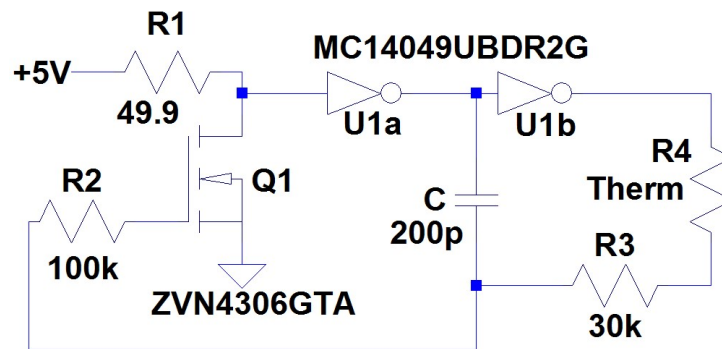 R1
MC14049UBDR2G
+5V
49.9
U1a
U1b
R4
R2
Q1
Therm
C
200p
R3
100k
ZVN4306GTA
30k